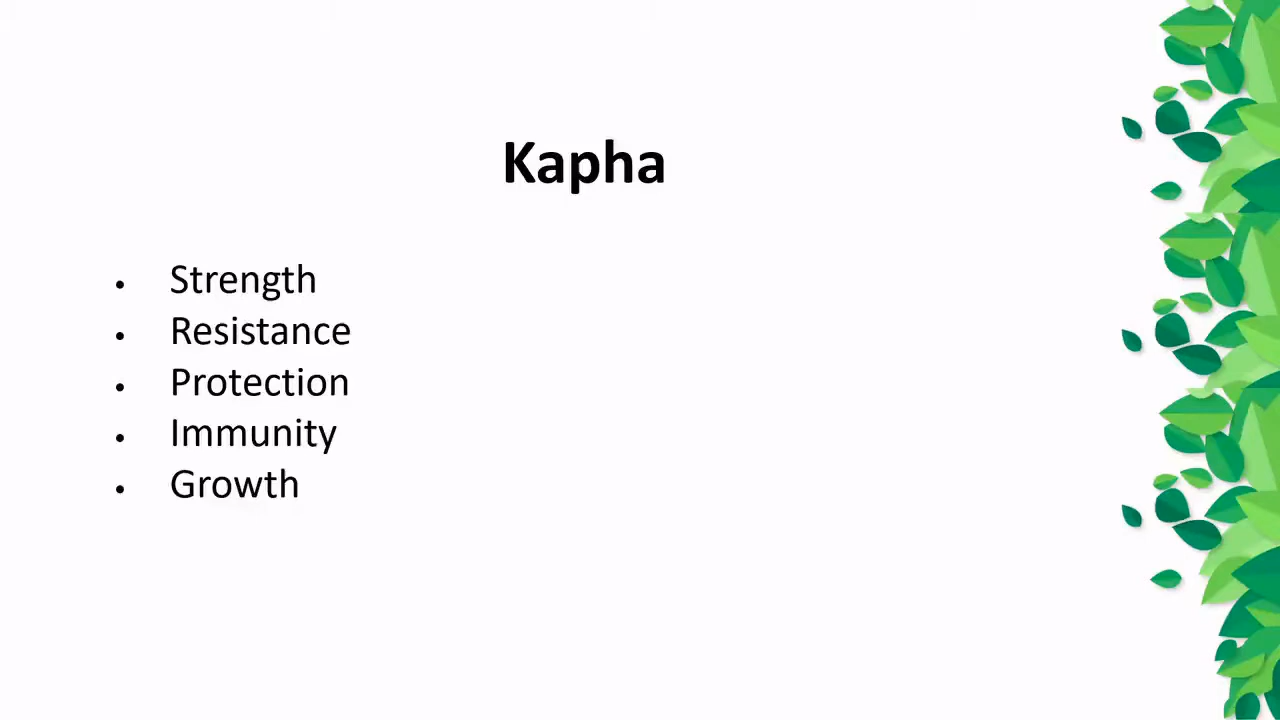 Kapha
• Strength
• Resistance
• Protection
• Immunity
• Growth